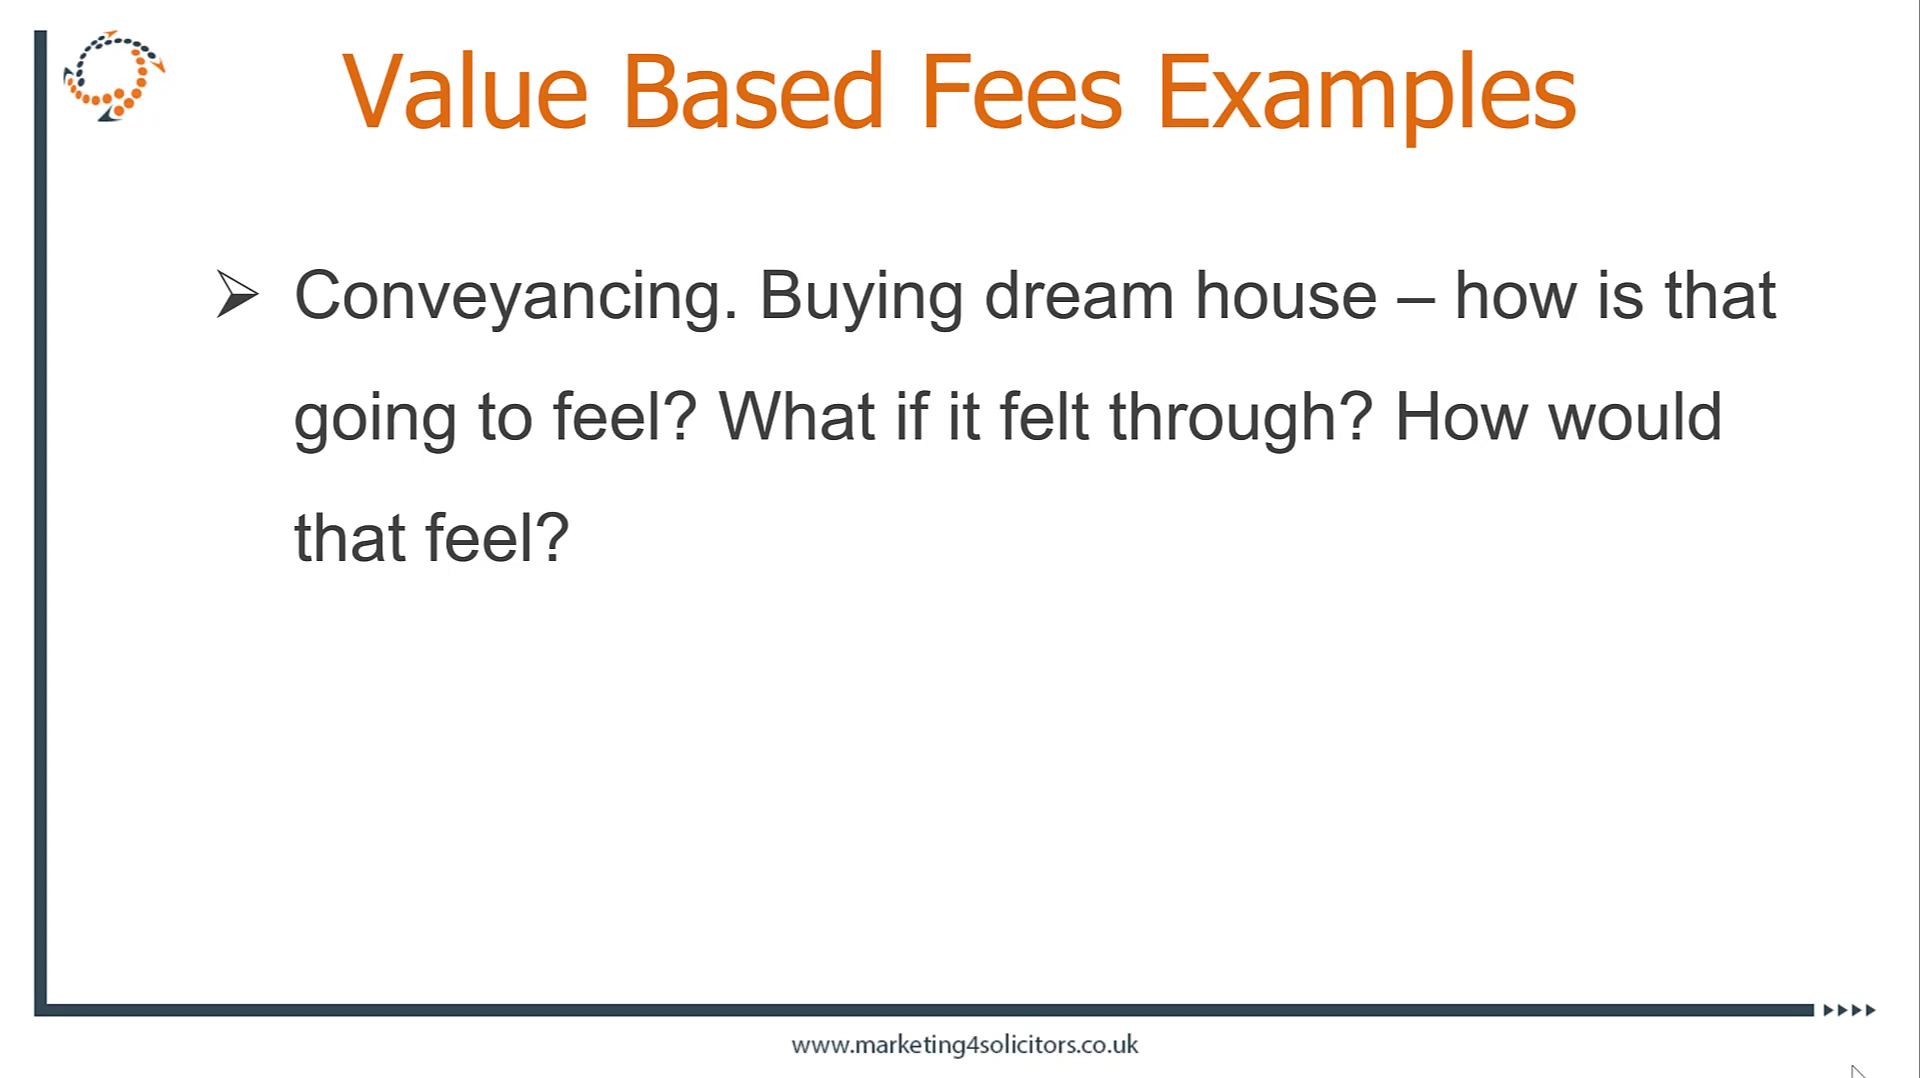 Value Based Fees Examples
Conveyancing. Buying dream house – how is that
going to feel? What if it felt through? How would
that feel?
www.marketing4solicitors.co.uk